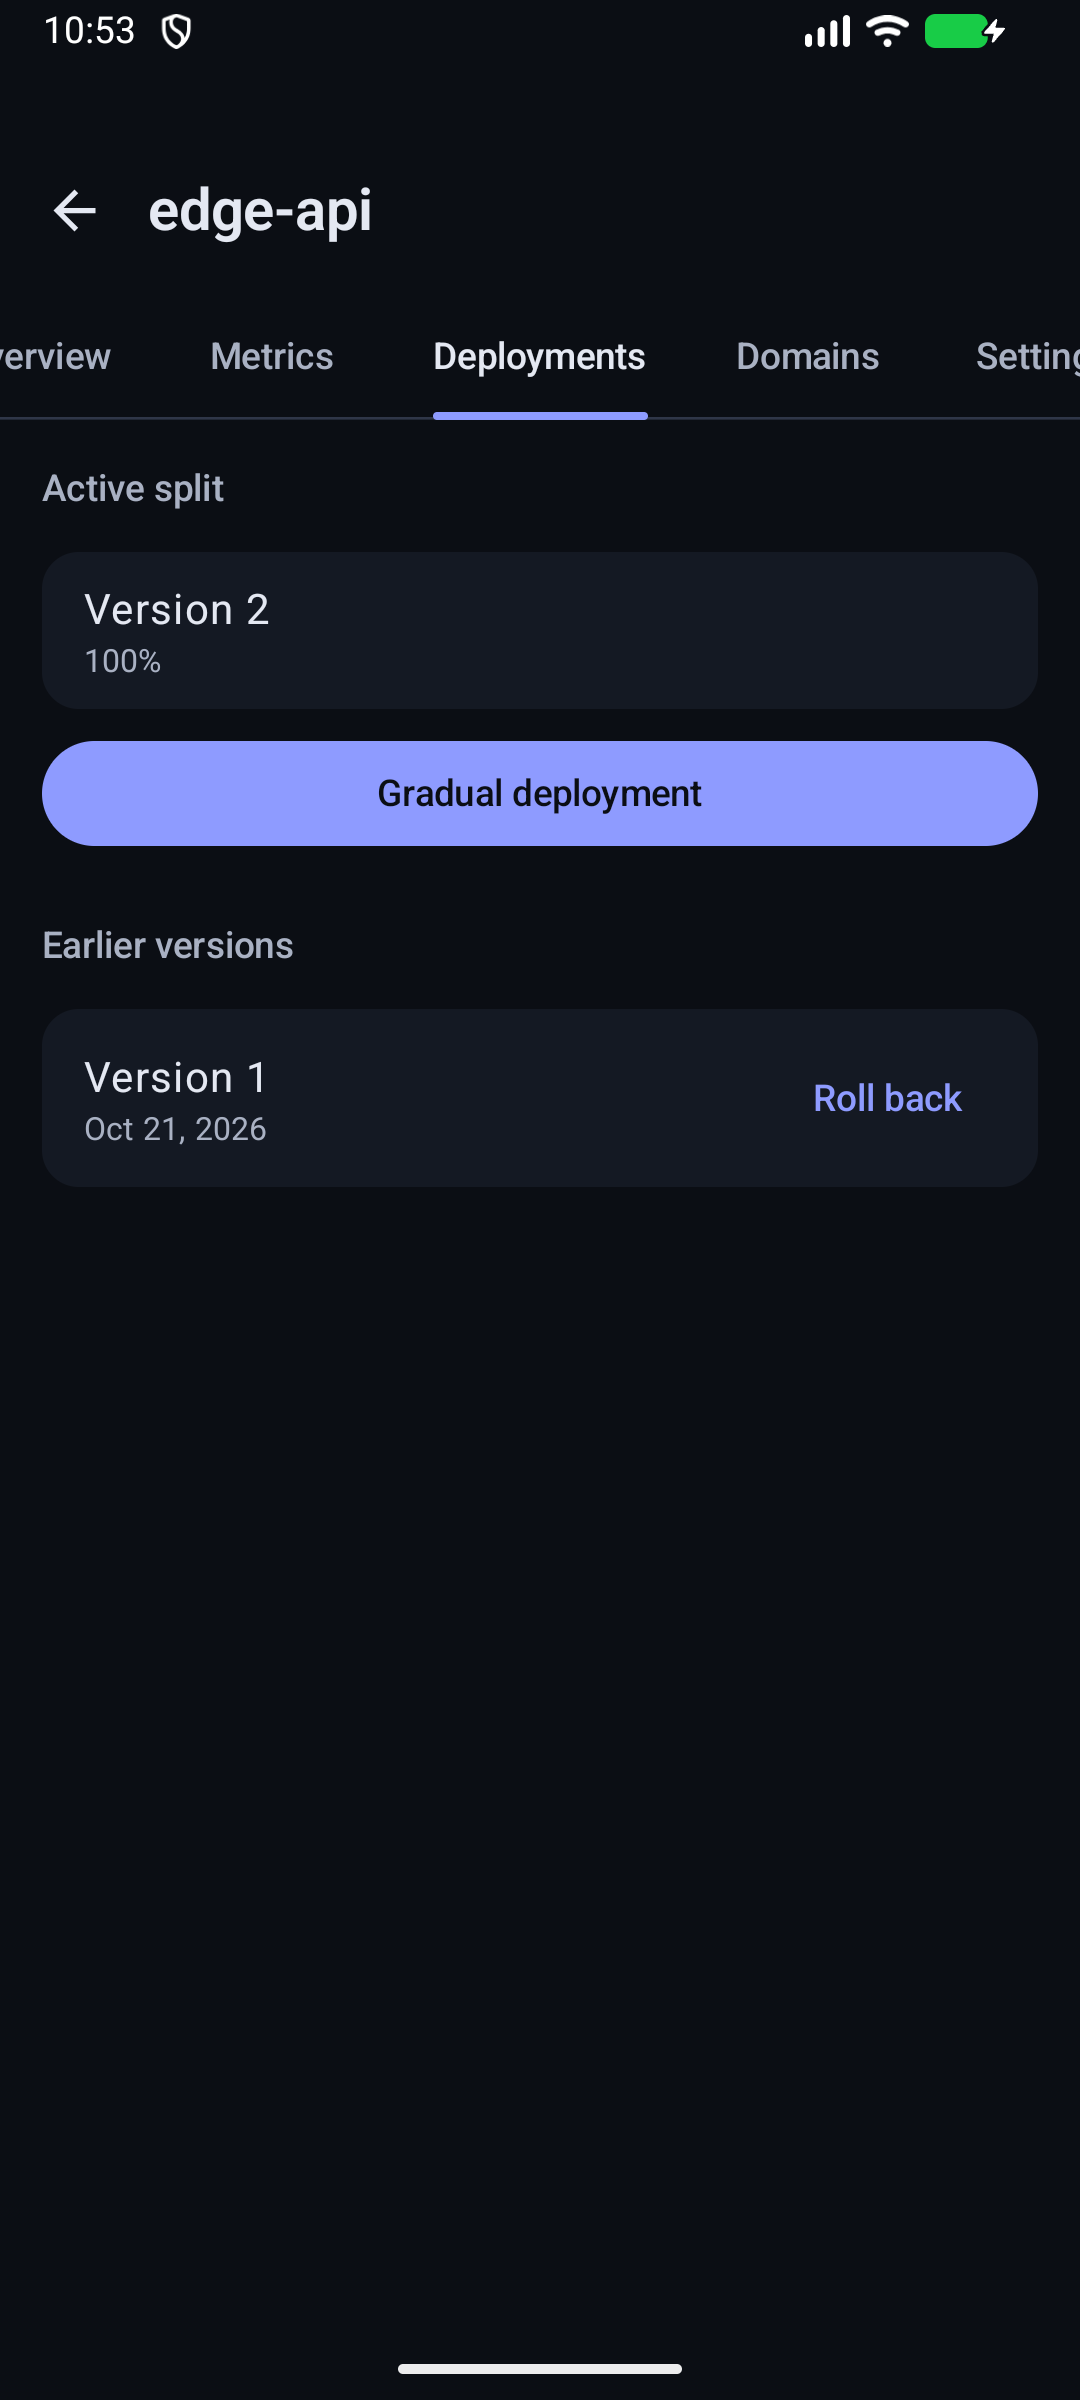 10:53
edge-api
verview Metrics Deployments Domains Setting
Active split
Version 2
100%
Gradual deployment
Earlier versions
Version 1
Oct 21, 2026
Roll back